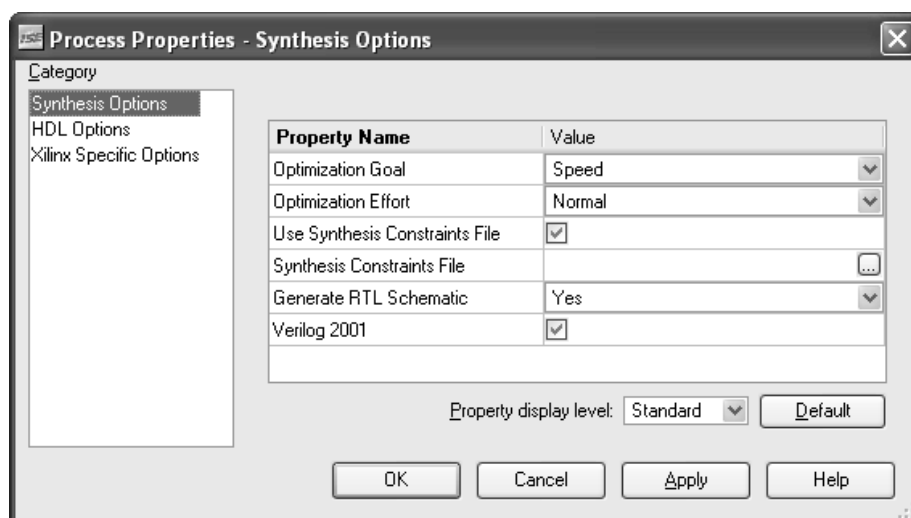 ISE Process Properties - Synthesis Options
Category
Synthesis Options
HDL Options
Xilinx Specific Options
Property Name Value
Optimization Goal Speed
Optimization Effort Normal
Use Synthesis Constraints File
Synthesis Constraints File ...
Generate RTL Schematic Yes
Verilog 2001
Property display level: Standard Default
OK Cancel Apply Help